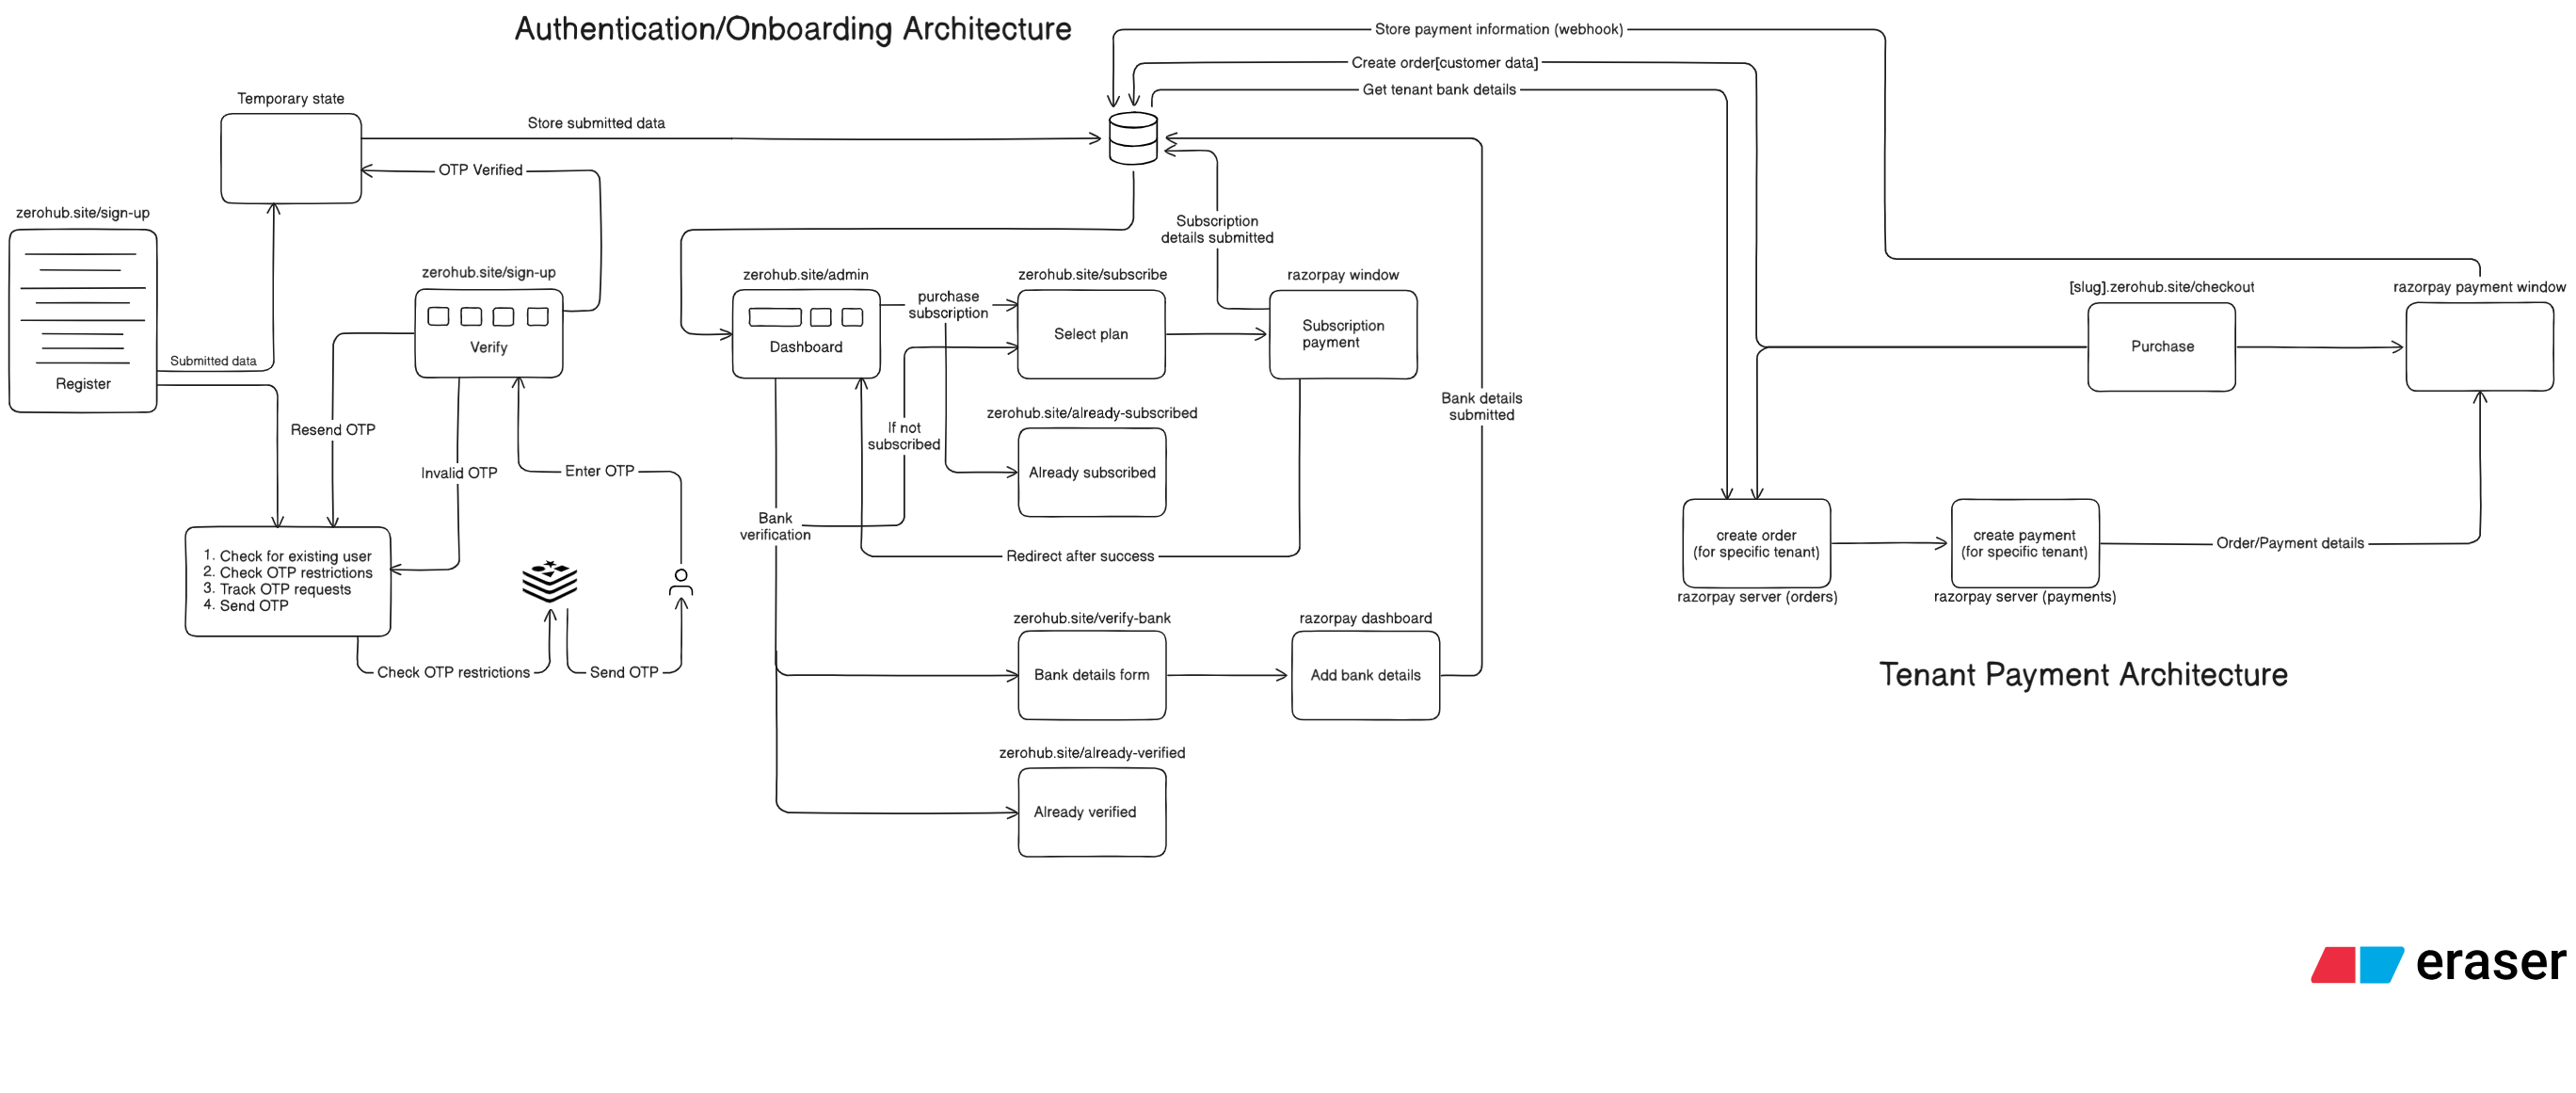 Authentication/Onboarding Architecture
Store payment information (webhook)
Create order[customer data]
Get tenant bank details
Temporary state
Store submitted data
OTP Verified
zerohub.site/sign-up
Submitted data
Register
zerohub.site/sign-up
Verify
Resend OTP
Invalid OTP
Enter OTP
1. Check for existing user
2. Check OTP restrictions
3. Track OTP requests
4. Send OTP
Check OTP restrictions
Send OTP
Subscription
details submitted
zerohub.site/admin
Dashboard
purchase
subscription
zerohub.site/subscribe
Select plan
razorpay window
Subscription
payment
If not
subscribed
zerohub.site/already-subscribed
Already subscribed
Bank details
submitted
Bank
verification
Redirect after success
zerohub.site/verify-bank
Bank details form
razorpay dashboard
Add bank details
zerohub.site/already-verified
Already verified
[slug].zerohub.site/checkout
Purchase
razorpay payment window
create order
(for specific tenant)
razorpay server (orders)
create payment
(for specific tenant)
razorpay server (payments)
Order/Payment details
Tenant Payment Architecture
eraser